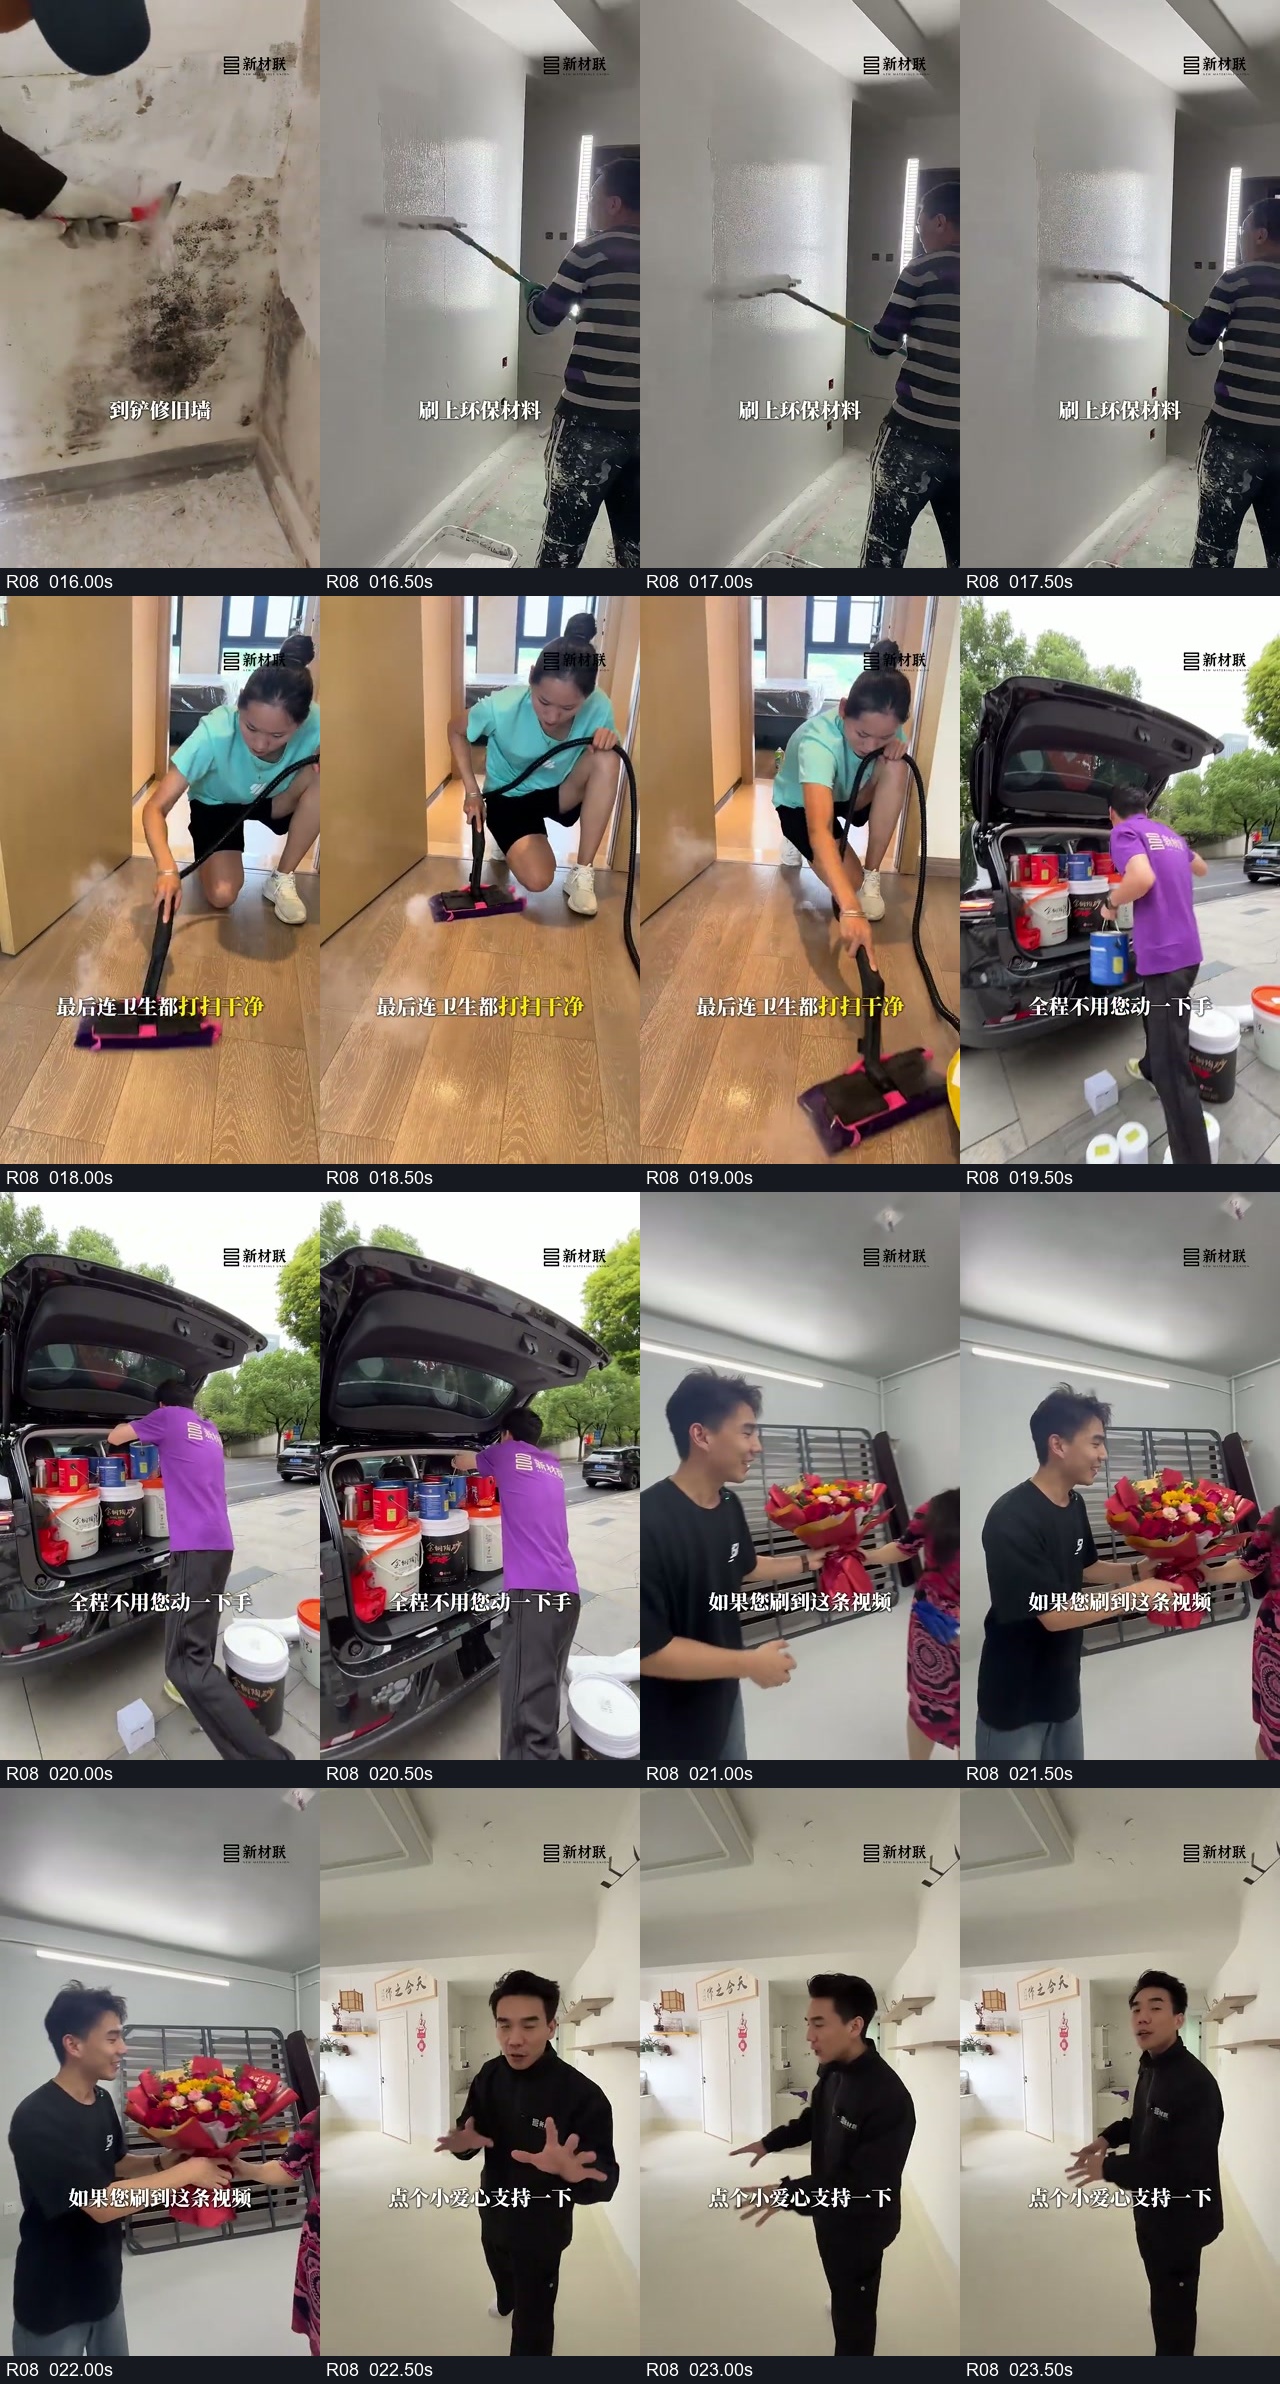 新材联
到铲修旧墙
R08 016.00s
新材联
刷上环保材料
R08 016.50s
新材联
刷上环保材料
R08 017.00s
新材联
刷上环保材料
R08 017.50s
新材联
最后连卫生都打扫干净
R08 018.00s
新材联
最后连卫生都打扫干净
R08 018.50s
新材联
最后连卫生都打扫干净
R08 019.00s
新材联
全程不用您动一下手
R08 019.50s
新材联
全程不用您动一下手
R08 020.00s
新材联
全程不用您动一下手
R08 020.50s
新材联
如果您刷到这条视频
R08 021.00s
新材联
如果您刷到这条视频
R08 021.50s
新材联
如果您刷到这条视频
R08 022.00s
新材联
点个小爱心支持一下
R08 022.50s
新材联
点个小爱心支持一下
R08 023.00s
新材联
点个小爱心支持一下
R08 023.50s